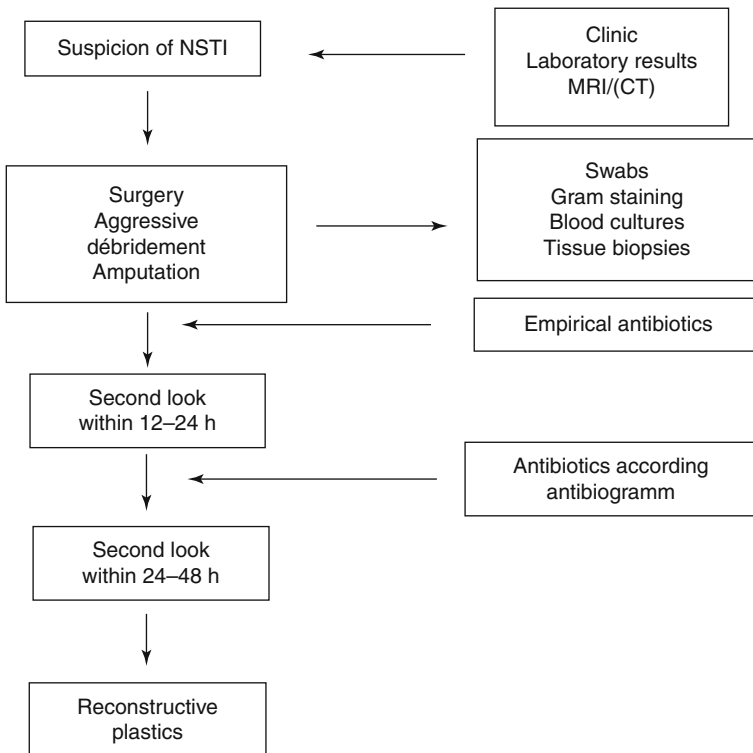 Suspicion of NSTI
Clinic
Laboratory results
MRI/(CT)
Surgery
Aggressive
débridement
Amputation
Swabs
Gram staining
Blood cultures
Tissue biopsies
Empirical antibiotics
Second look
within 12–24 h
Antibiotics according
antibiogramm
Second look
within 24–48 h
Reconstructive
plastics